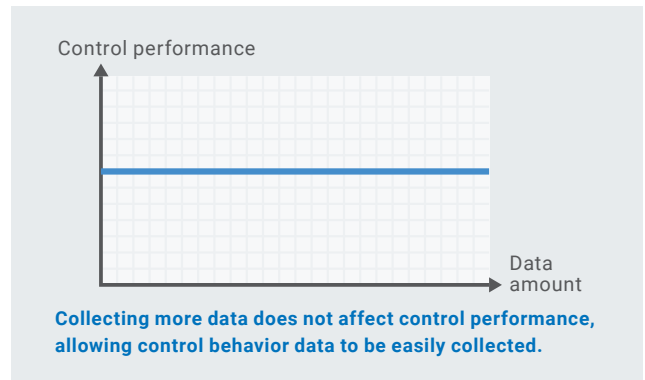 Control performance
Data
amount
Collecting more data does not affect control performance,
allowing control behavior data to be easily collected.